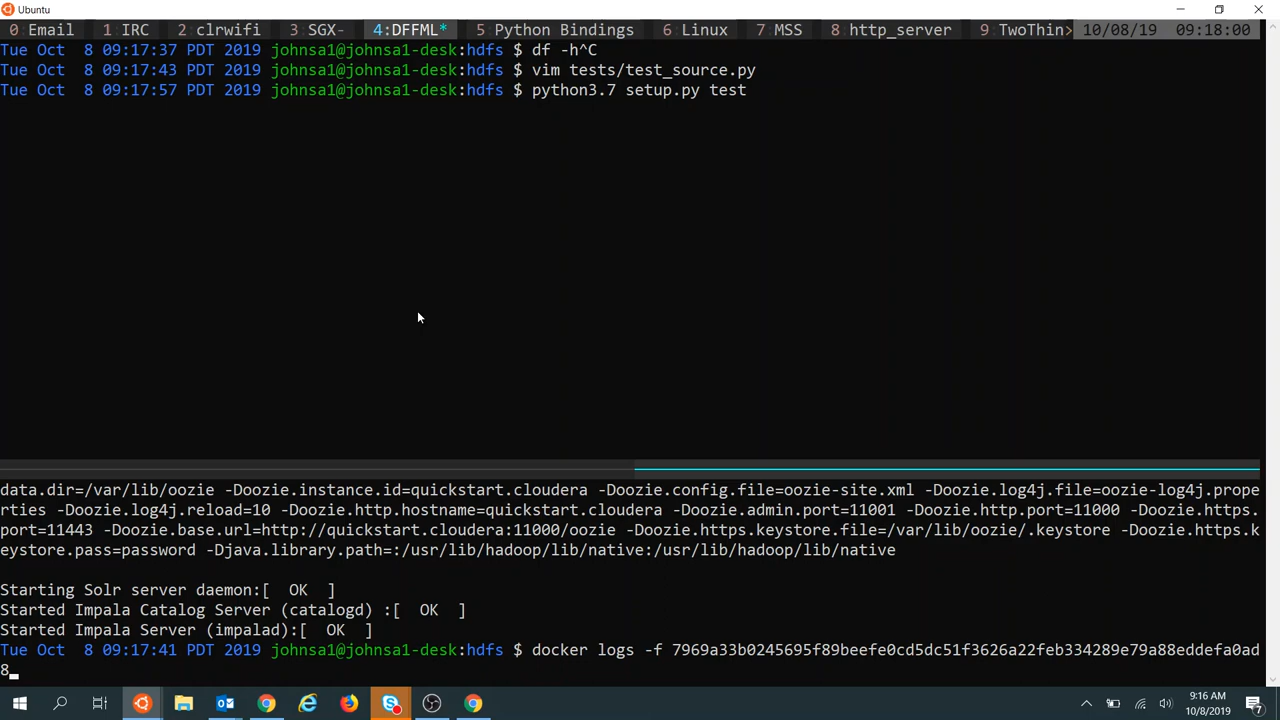 Ubuntu
0 Email 1 IRC 2 clrwifi 3 SGX- 4:DFFML* 5 Python Bindings 6 Linux 7 MSS 8 http_server 9 TwoThin> 10/08/19 09:18:00
Tue Oct  8 09:17:37 PDT 2019 johnsa1@johnsa1-desk:hdfs $ df -h^C
Tue Oct  8 09:17:43 PDT 2019 johnsa1@johnsa1-desk:hdfs $ vim tests/test_source.py
Tue Oct  8 09:17:57 PDT 2019 johnsa1@johnsa1-desk:hdfs $ python3.7 setup.py test
data.dir=/var/lib/oozie -Doozie.instance.id=quickstart.cloudera -Doozie.config.file=oozie-site.xml -Doozie.log4j.file=oozie-log4j.prope
rties -Doozie.log4j.reload=10 -Doozie.http.hostname=quickstart.cloudera -Doozie.admin.port=11001 -Doozie.http.port=11000 -Doozie.https.
port=11443 -Doozie.base.url=http://quickstart.cloudera:11000/oozie -Doozie.https.keystore.file=/var/lib/oozie/.keystore -Doozie.https.k
eystore.pass=password -Djava.library.path=:/usr/lib/hadoop/lib/native:/usr/lib/hadoop/lib/native
Starting Solr server daemon:[  OK  ]
Started Impala Catalog Server (catalogd) :[  OK  ]
Started Impala Server (impalad):[  OK  ]
Tue Oct  8 09:17:41 PDT 2019 johnsa1@johnsa1-desk:hdfs $ docker logs -f 7969a33b0245695f89beefe0cd5dc51f3626a22feb334289e79a88eddefa0ad
8
9:16 AM
10/8/2019
7